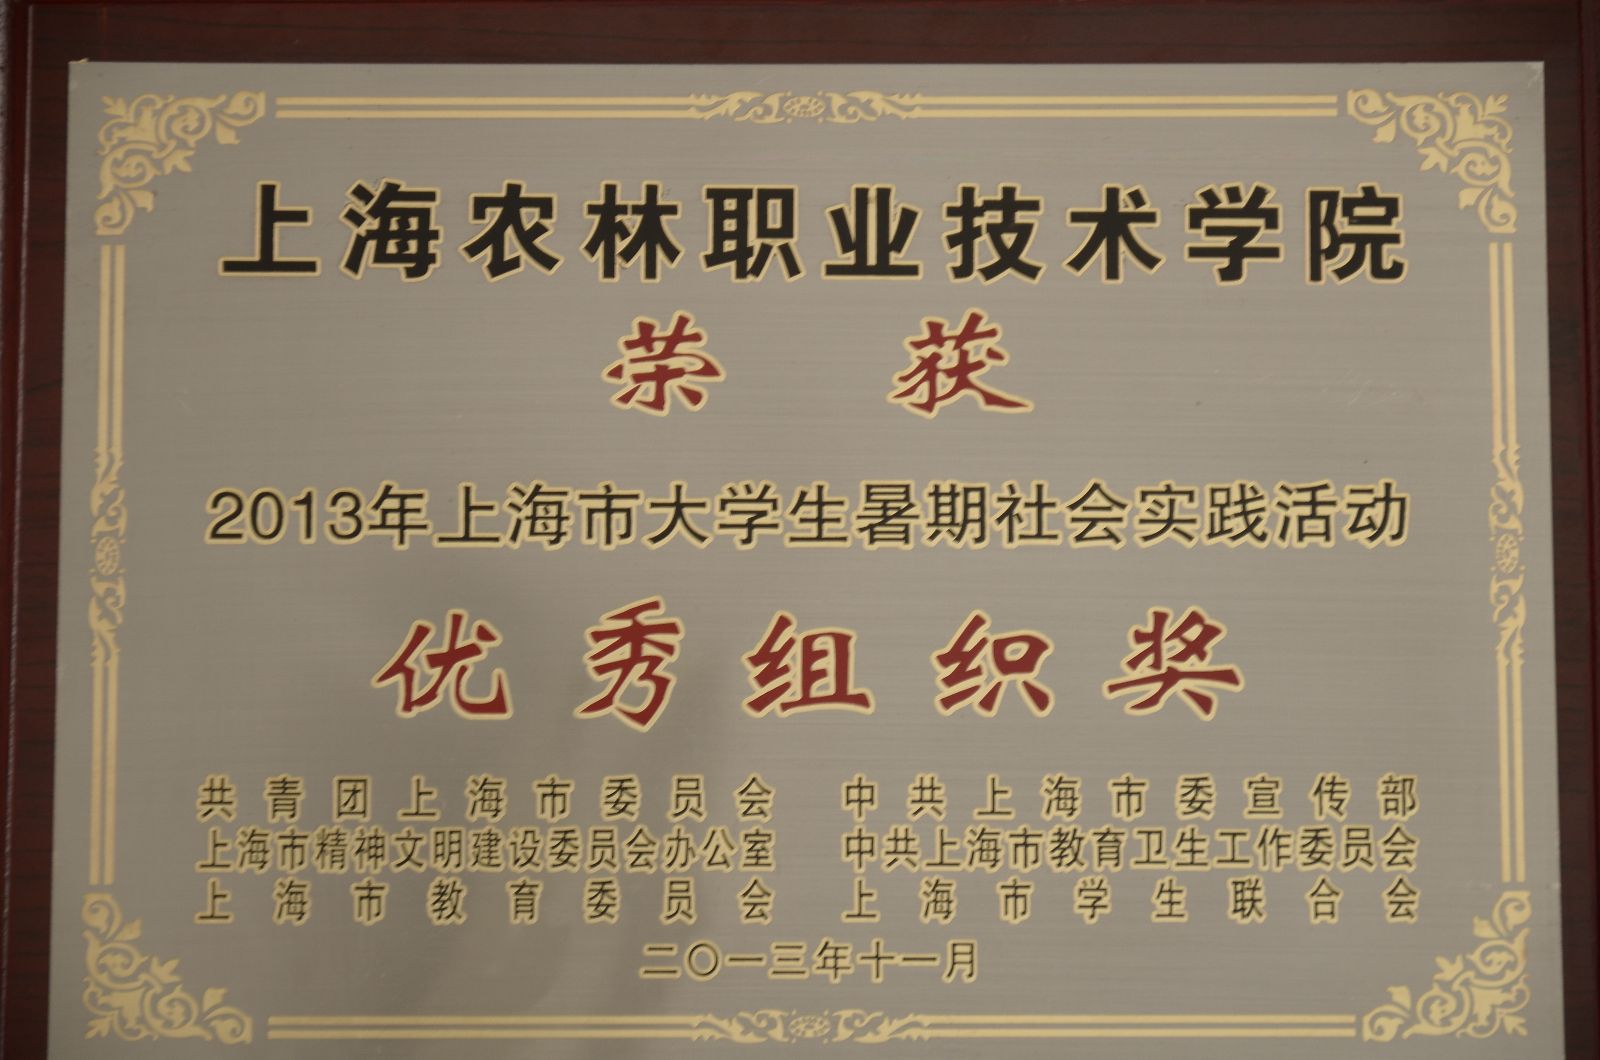 上海农林职业技术学院
荣获
2013年上海市大学生暑期社会实践活动
优秀组织奖
共青团上海市委员会 中共上海市委宣传部
上海市精神文明建设委员会办公室 中共上海市教育卫生工作委员会
上海市教育委员会 上海市学生联合会
二〇一三年十一月